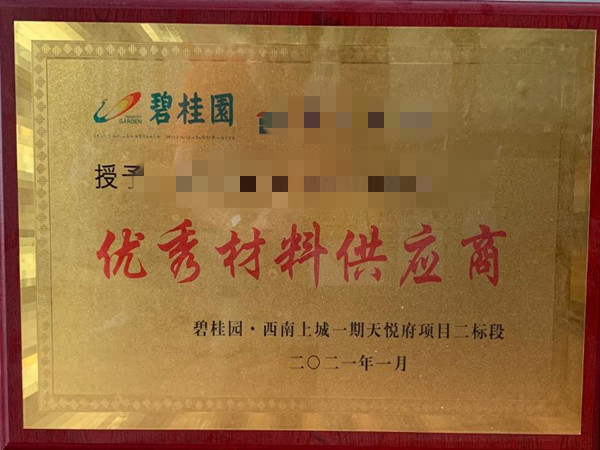 碧桂园
GARDEN
授予
优秀材料供应商
碧桂园·西南上城一期天悦府项目二标段
二〇二一年一月